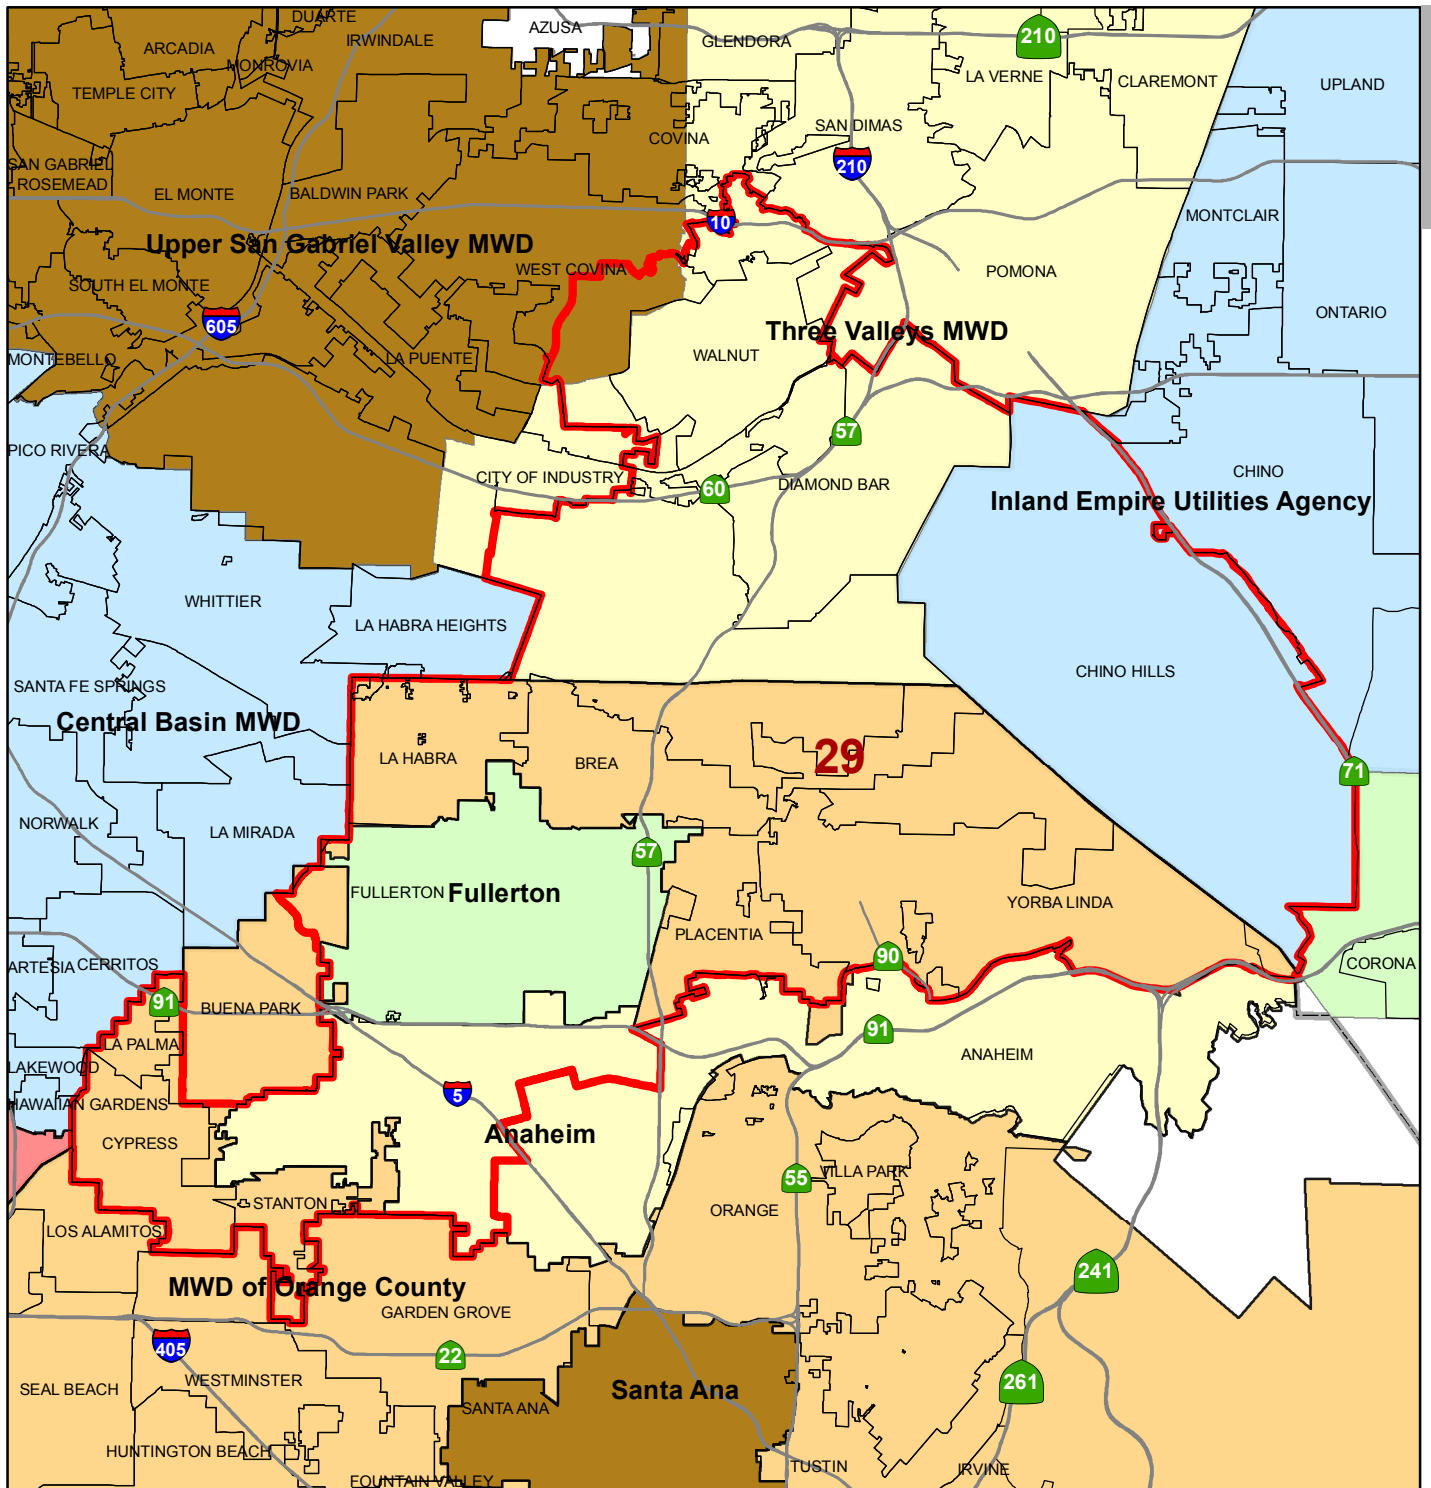 DUARTE
AZUSA
ARCADIA
IRWINDALE
GLENDORA
210
MONROVIA
LA VERNE
CLAREMONT
UPLAND
TEMPLE CITY
COVINA
SAN DIMAS
SAN GABRIEL
210
ROSEMEAD
EL MONTE
BALDWIN PARK
10
MONTCLAIR
Upper San Gabriel Valley MWD
WEST COVINA
POMONA
SOUTH EL MONTE
ONTARIO
605
Three Valleys MWD
MONTEBELLO
LA PUENTE
WALNUT
57
PICO RIVERA
CITY OF INDUSTRY
60
DIAMOND BAR
CHINO
Inland Empire Utilities Agency
WHITTIER
LA HABRA HEIGHTS
CHINO HILLS
SANTA FE SPRINGS
Central Basin MWD
LA HABRA
BREA
29
71
NORWALK
LA MIRADA
57
FULLERTON
Fullerton
YORBA LINDA
PLACENTIA
90
ARTESIA
CERRITOS
CORONA
91
BUENA PARK
91
LA PALMA
ANAHEIM
LAKEWOOD
5
HAWAIIAN GARDENS
CYPRESS
Anaheim
55
VILLA PARK
STANTON
ORANGE
LOS ALAMITOS
241
MWD of Orange County
GARDEN GROVE
405
22
WESTMINSTER
261
SEAL BEACH
Santa Ana
SANTA ANA
HUNTINGTON BEACH
TUSTIN
IRVINE
FOUNTAIN VALLEY